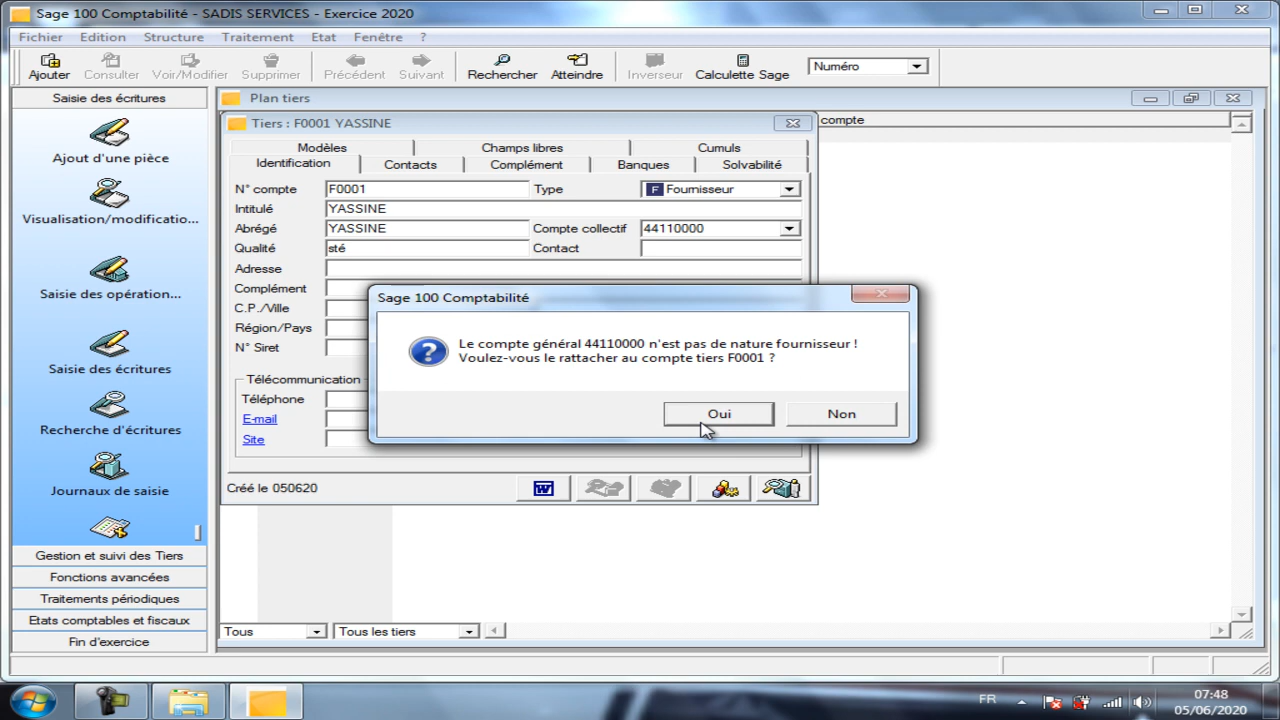 Sage 100 Comptabilité - SADIS SERVICES - Exercice 2020
Fichier Edition Structure Traitement Etat Fenêtre ?
Ajouter Consulter Voir/Modifier Supprimer Précédent Suivant Rechercher Atteindre Inverseur Calculette Sage Numéro
Saisie des écritures
Ajout d'une pièce
Visualisation/modificatio...
Saisie des opération...
Saisie des écritures
Recherche d'écritures
Journaux de saisie
Gestion et suivi des Tiers
Fonctions avancées
Traitements périodiques
Etats comptables et fiscaux
Fin d'exercice
Plan tiers
compte
Tiers : F0001 YASSINE
Modèles Champs libres Cumuls
Identification Contacts Complément Banques Solvabilité
N° compte F0001 Type F Fournisseur
Intitulé YASSINE
Abrégé YASSINE Compte collectif 44110000
Qualité sté Contact
Adresse
Complément
C.P./Ville
Région/Pays
N° Siret
Télécommunication
Téléphone
E-mail
Site
Créé le 050620
Sage 100 Comptabilité
Le compte général 44110000 n'est pas de nature fournisseur !
Voulez-vous le rattacher au compte tiers F0001 ?
Oui Non
Tous Tous les tiers
FR 07:48
05/06/2020